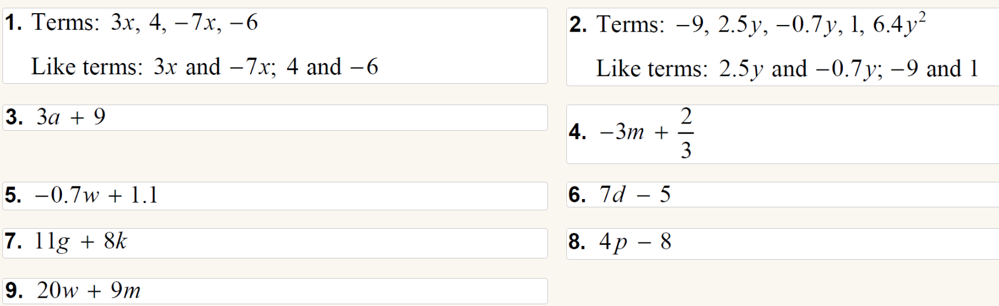 1. Terms: 3x, 4, −7x, −6
Like terms: 3x and −7x; 4 and −6
2. Terms: −9, 2.5y, −0.7y, 1, 6.4y²
Like terms: 2.5y and −0.7y; −9 and 1
3. 3a + 9
4. −3m + 2/3
5. −0.7w + 1.1
6. 7d − 5
7. 11g + 8k
8. 4p − 8
9. 20w + 9m